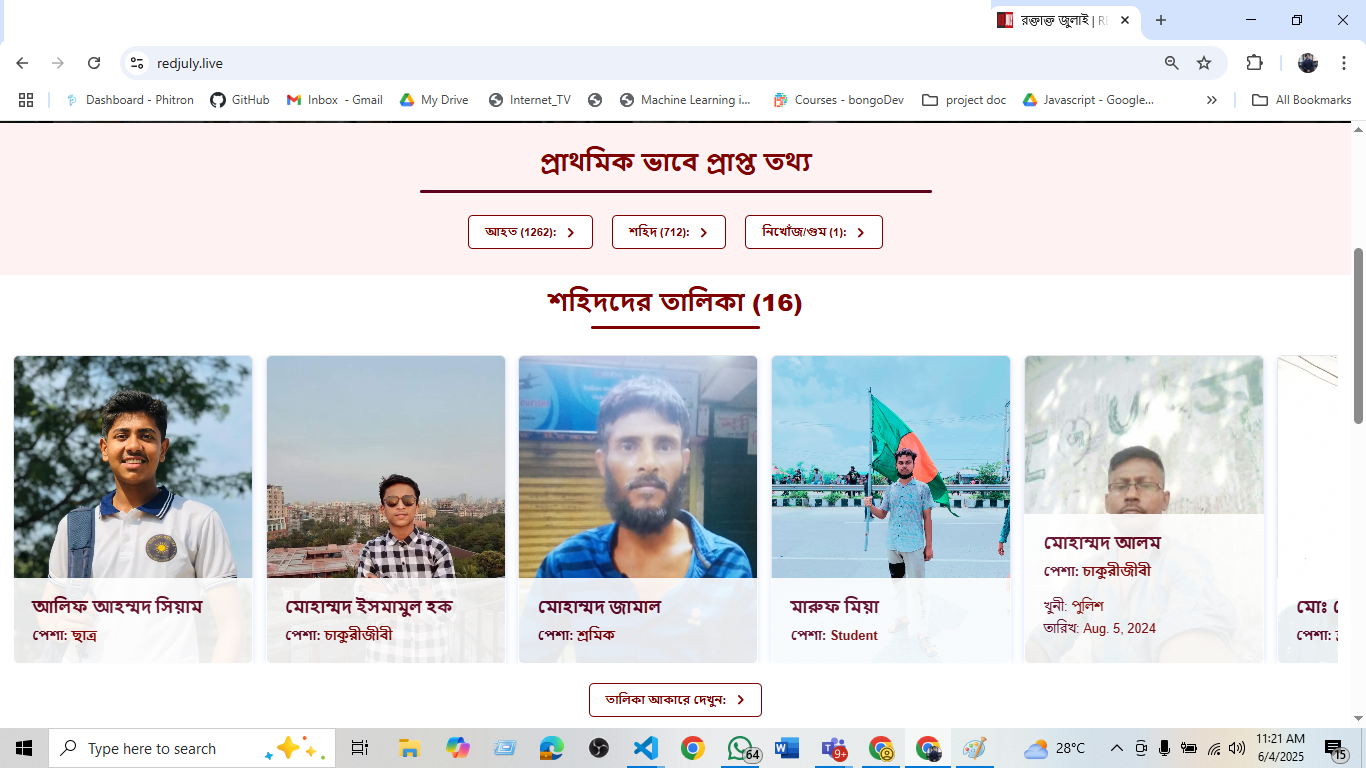 রক্তাক্ত জুলাই | RE
redjuly.live
Dashboard - Phitron
GitHub
Inbox - Gmail
My Drive
Internet_TV
Machine Learning i...
Courses - bongoDev
project doc
Javascript - Google...
All Bookmarks
প্রাথমিক ভাবে প্রাপ্ত তথ্য
আহত (1262):
শহিদ (712):
নিখোঁজ/গুম (1):
শহিদদের তালিকা (16)
আলিফ আহম্মদ সিয়াম
পেশা: ছাত্র
মোহাম্মদ ইসমামুল হক
পেশা: চাকুরীজীবী
মোহাম্মদ জামাল
পেশা: শ্রমিক
মারুফ মিয়া
পেশা: Student
মোহাম্মদ আলম
পেশা: চাকুরীজীবী
খুনী: পুলিশ
তারিখ: Aug. 5, 2024
মোঃ
পেশা:
তালিকা আকারে দেখুন:
Type here to search
64
9+
28°C
11:21 AM
6/4/2025
15